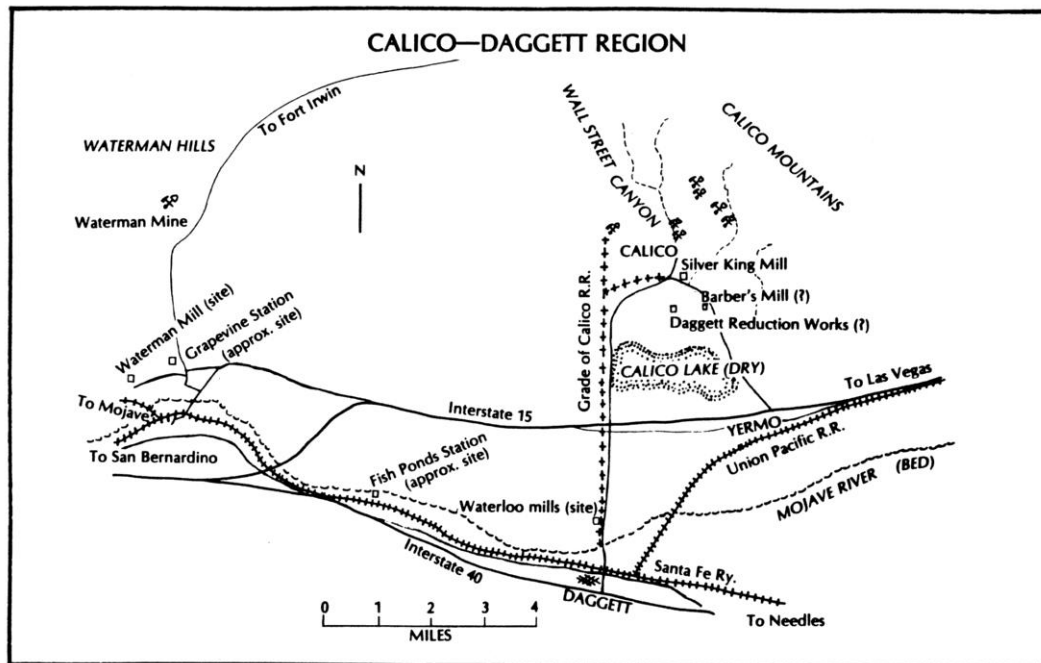 CALICO—DAGGETT REGION
To Fort Irwin
WATERMAN HILLS
N
Waterman Mine
WALL STREET
CANYON
CALICO MOUNTAINS
CALICO
Silver King Mill
Barber's Mill (?)
Daggett Reduction Works (?)
Grade of Calico R.R.
CALICO LAKE (DRY)
Waterman Mill (site)
Grapevine Station
(approx. site)
To Mojave
Interstate 15
To Las Vegas
YERMO
Union Pacific R.R.
To San Bernardino
Fish Ponds Station
(approx. site)
MOJAVE RIVER (BED)
Waterloo mills (site)
Interstate 40
Santa Fe Ry.
DAGGETT
To Needles
0 1 2 3 4
MILES